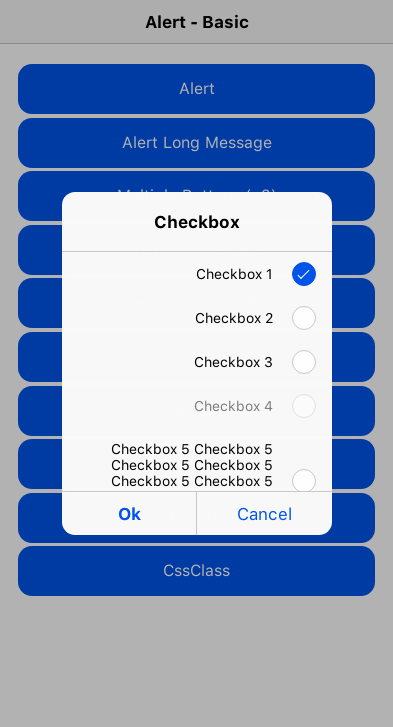 Alert - Basic
Alert
Alert Long Message
Checkbox
Checkbox 1
Checkbox 2
Checkbox 3
Checkbox 4
Checkbox 5 Checkbox 5
Checkbox 5 Checkbox 5
Checkbox 5 Checkbox 5
Ok
Cancel
CssClass